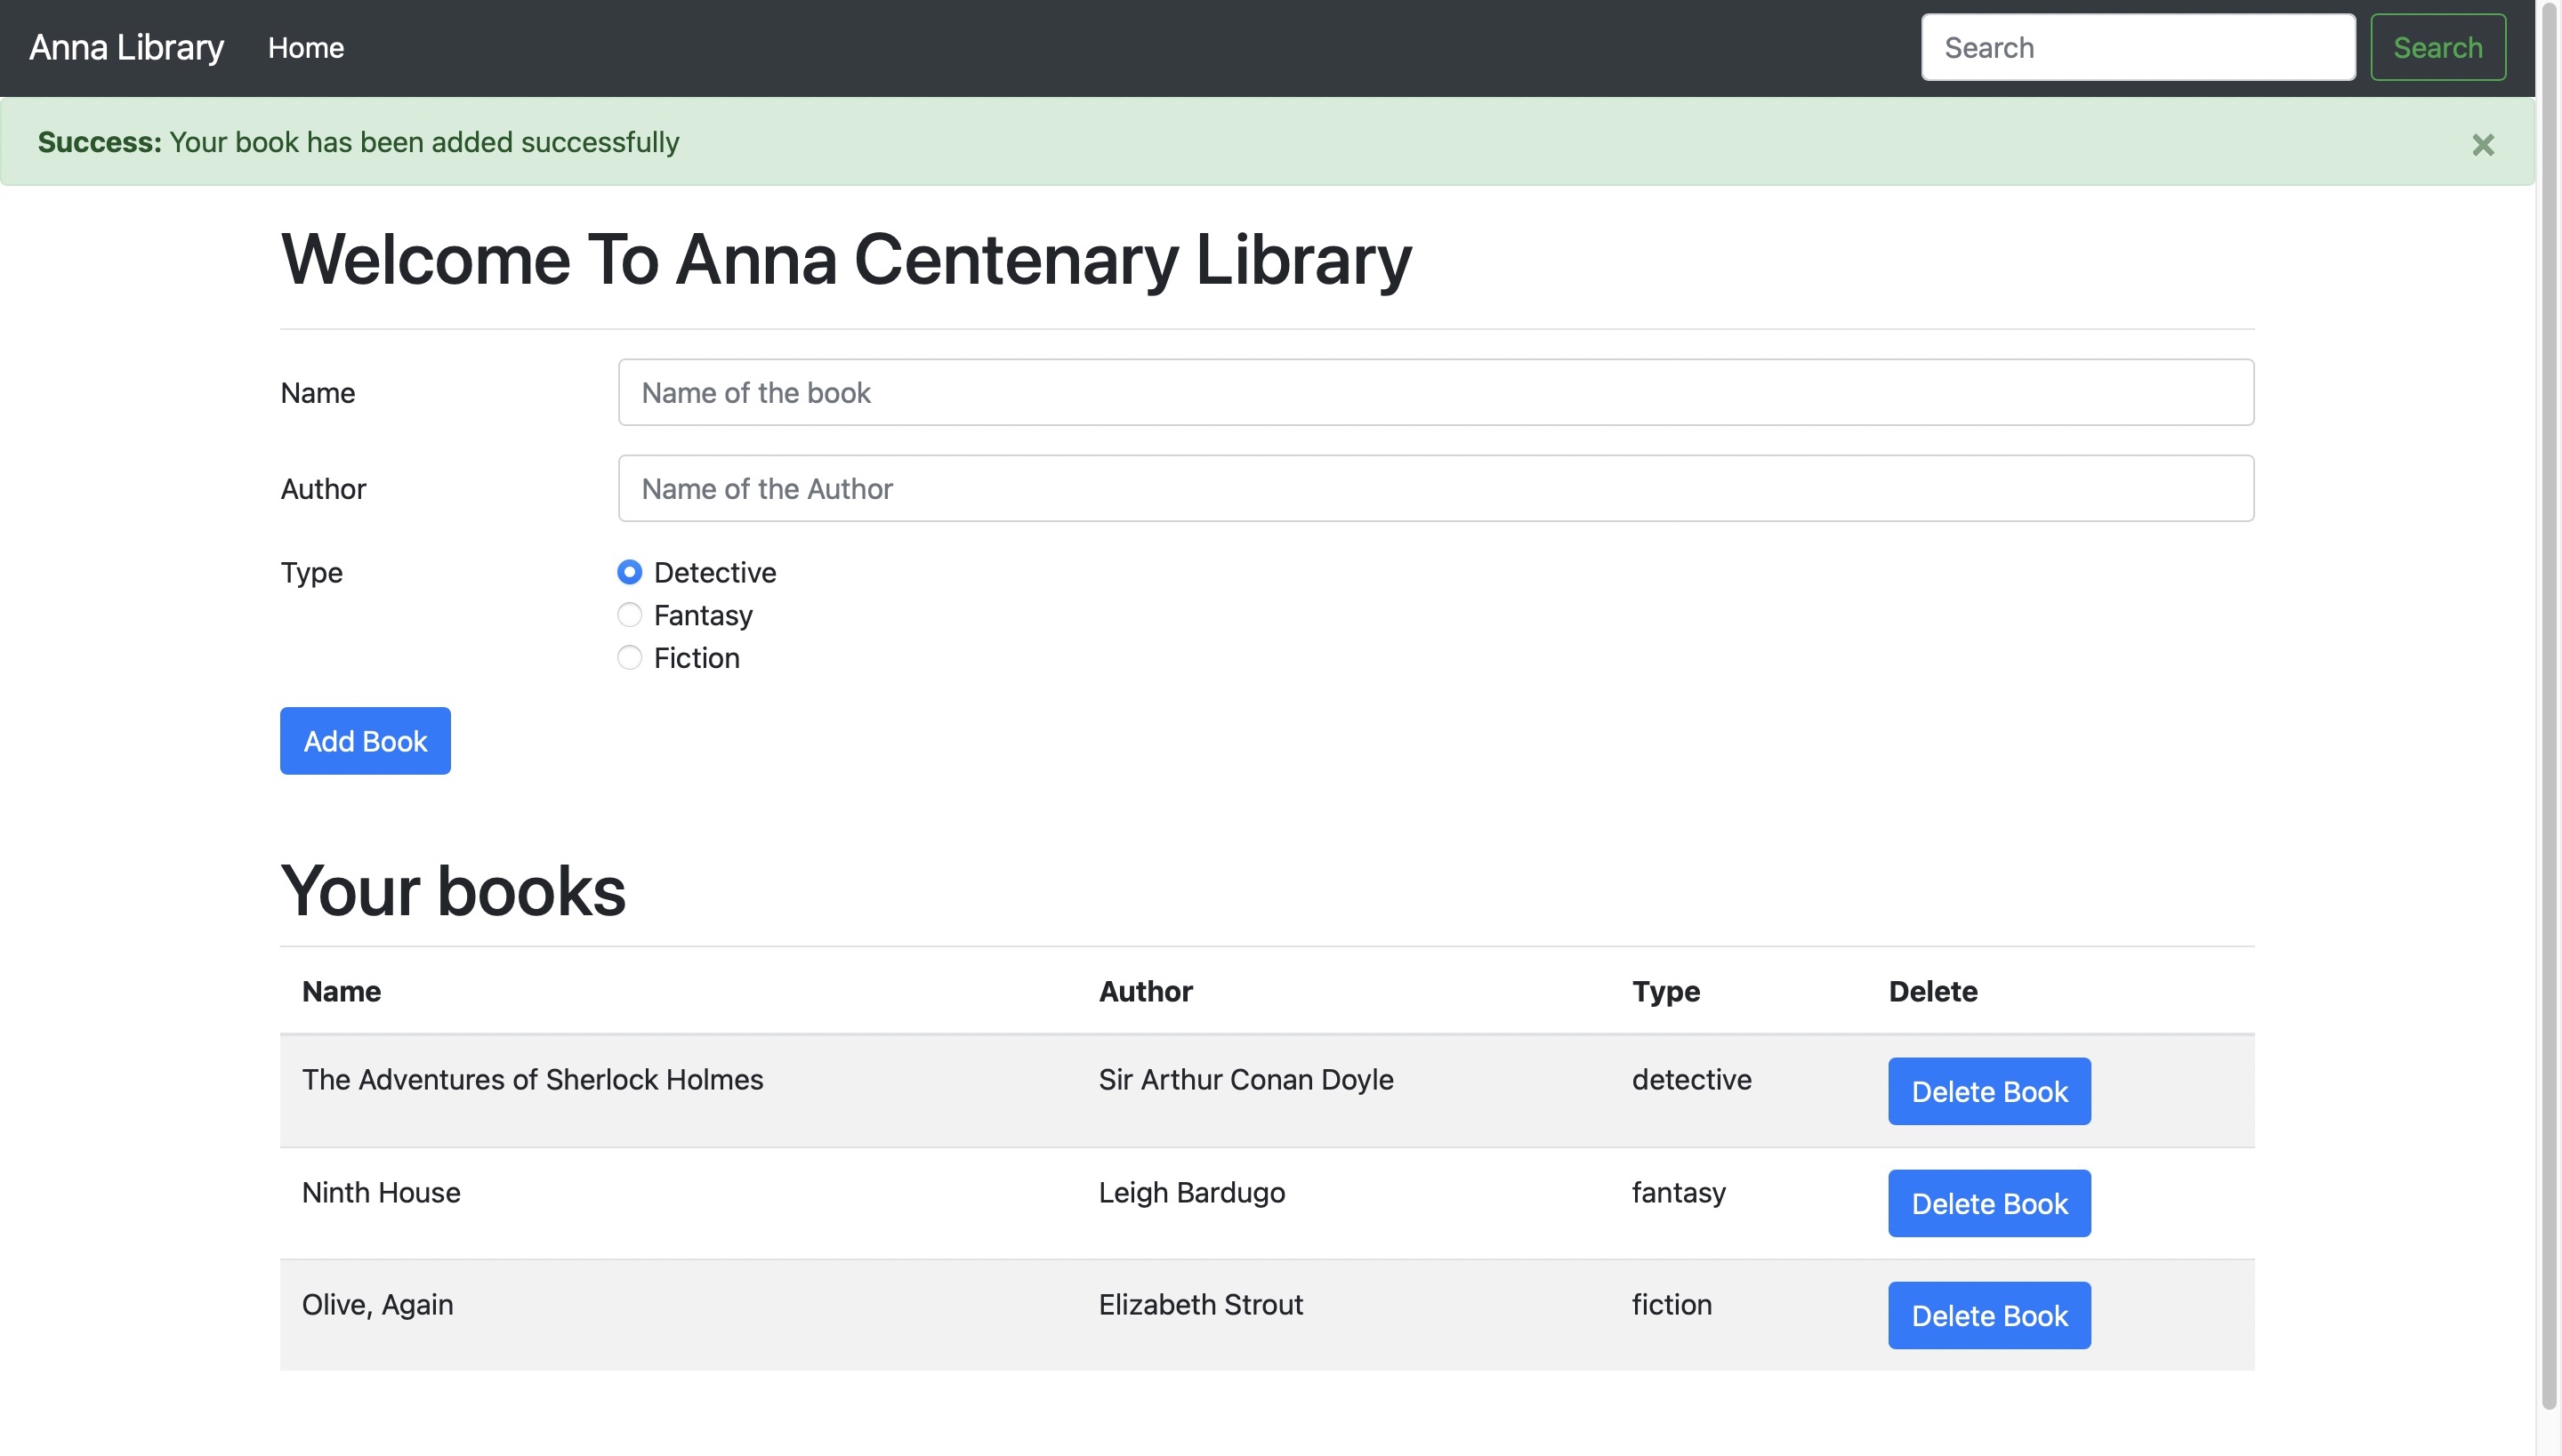 Anna Library Home Search Search
Success: Your book has been added successfully ×
Welcome To Anna Centenary Library
Name Name of the book
Author Name of the Author
Type Detective
Fantasy
Fiction
Add Book
Your books
Name Author Type Delete
The Adventures of Sherlock Holmes Sir Arthur Conan Doyle detective Delete Book
Ninth House Leigh Bardugo fantasy Delete Book
Olive, Again Elizabeth Strout fiction Delete Book